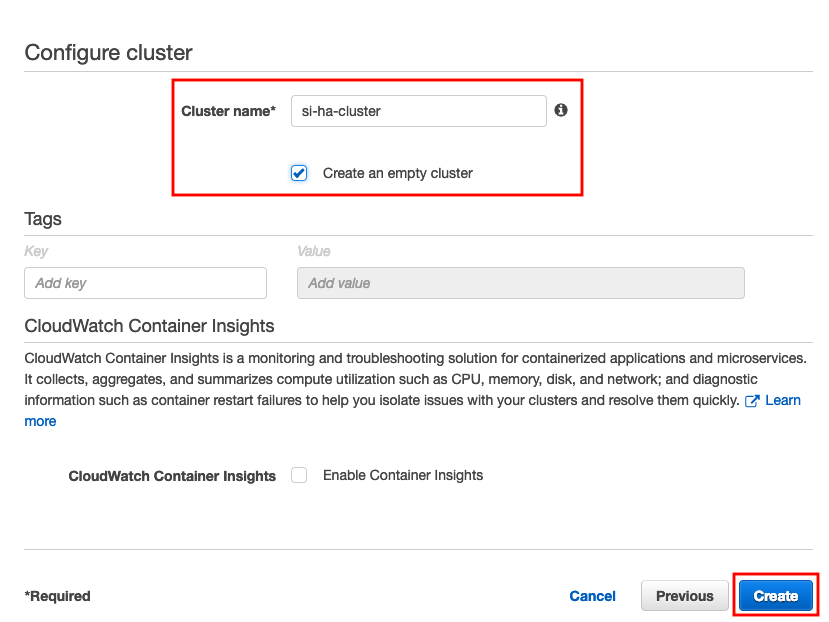 Configure cluster
Cluster name* si-ha-cluster
Create an empty cluster
Tags
Key Value
Add key Add value
CloudWatch Container Insights
CloudWatch Container Insights is a monitoring and troubleshooting solution for containerized applications and microservices.
It collects, aggregates, and summarizes compute utilization such as CPU, memory, disk, and network; and diagnostic
information such as container restart failures to help you isolate issues with your clusters and resolve them quickly. Learn
more
CloudWatch Container Insights Enable Container Insights
*Required Cancel Previous Create